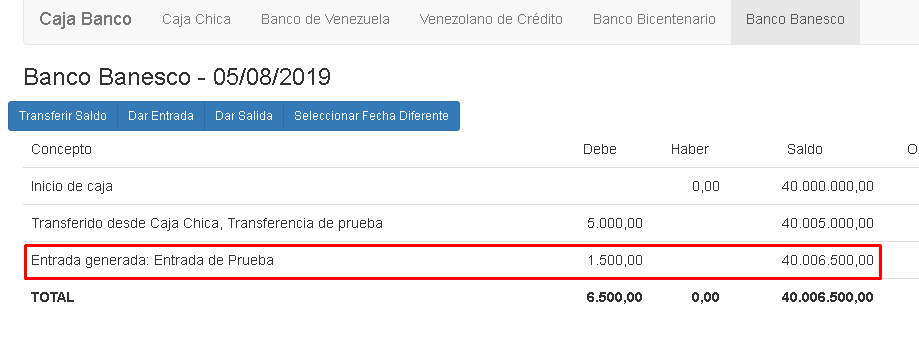 Caja Banco Caja Chica Banco de Venezuela Venezolano de Crédito Banco Bicentenario Banco Banesco
Banco Banesco - 05/08/2019
Transferir Saldo Dar Entrada Dar Salida Seleccionar Fecha Diferente
Concepto Debe Haber Saldo O
Inicio de caja 0,00 40.000.000,00
Transferido desde Caja Chica, Transferencia de prueba 5.000,00 40.005.000,00
Entrada generada: Entrada de Prueba 1.500,00 40.006.500,00
TOTAL 6.500,00 0,00 40.006.500,00